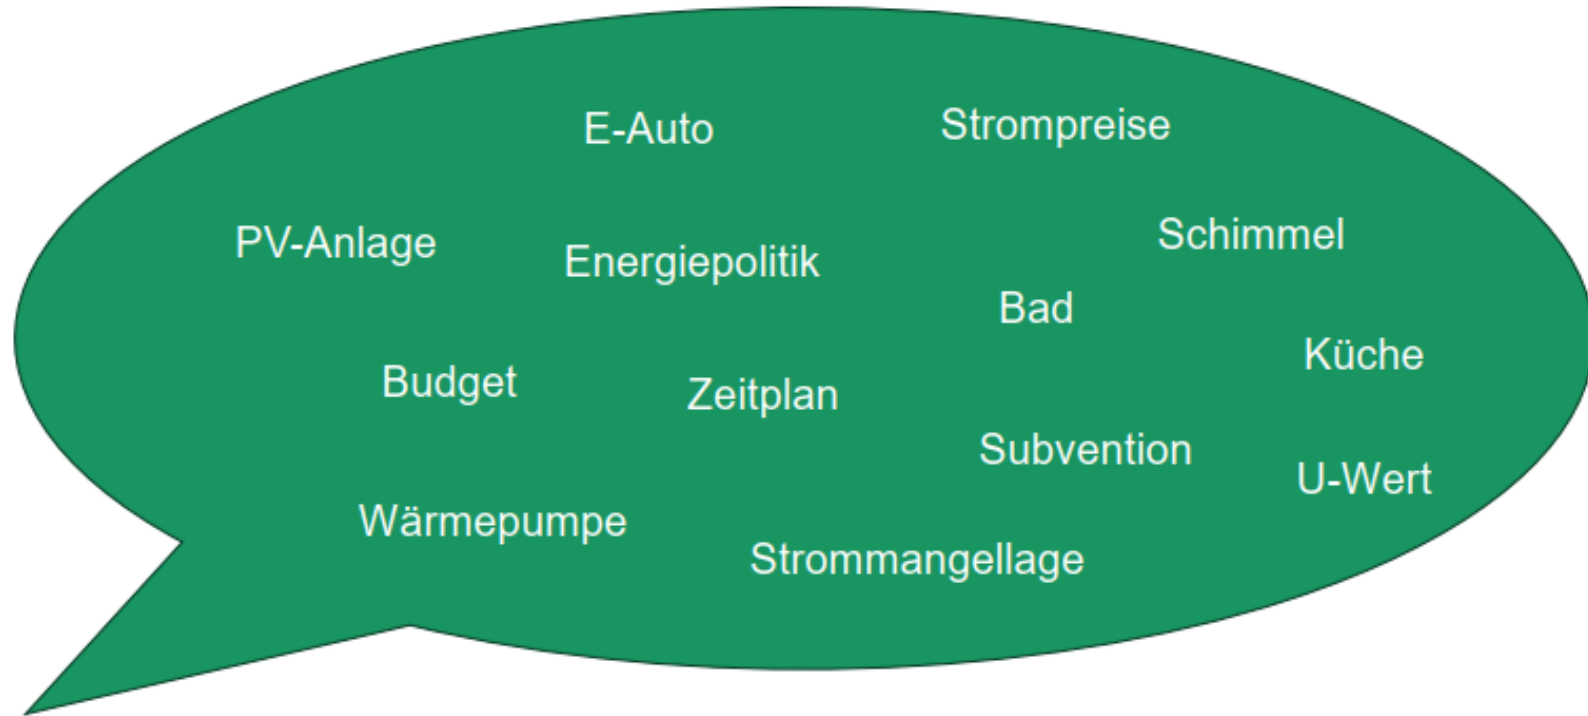 E-Auto
Strompreise
PV-Anlage
Energiepolitik
Schimmel
Bad
Küche
Budget
Zeitplan
Subvention
U-Wert
Wärmepumpe
Strommangellage